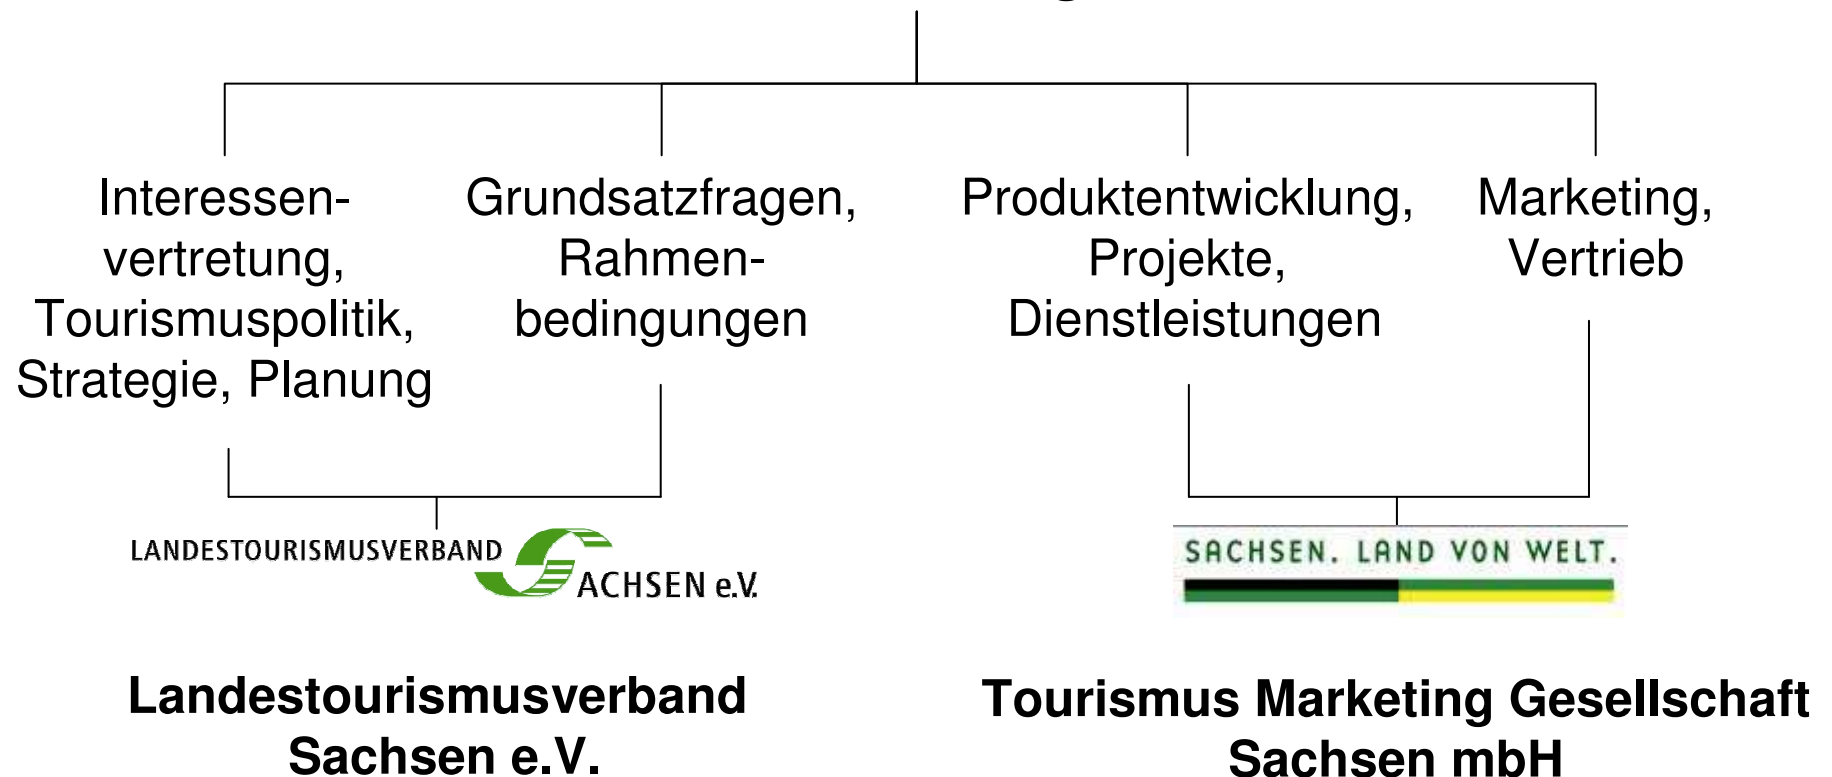 Interessen-
vertretung,
Tourismuspolitik,
Strategie, Planung
Grundsatzfragen,
Rahmen-
bedingungen
Produktentwicklung,
Projekte,
Dienstleistungen
Marketing,
Vertrieb
LANDESTOURISMUSVERBAND
SACHSEN e.V.
SACHSEN. LAND VON WELT.
Landestourismusverband
Sachsen e.V.
Tourismus Marketing Gesellschaft
Sachsen mbH